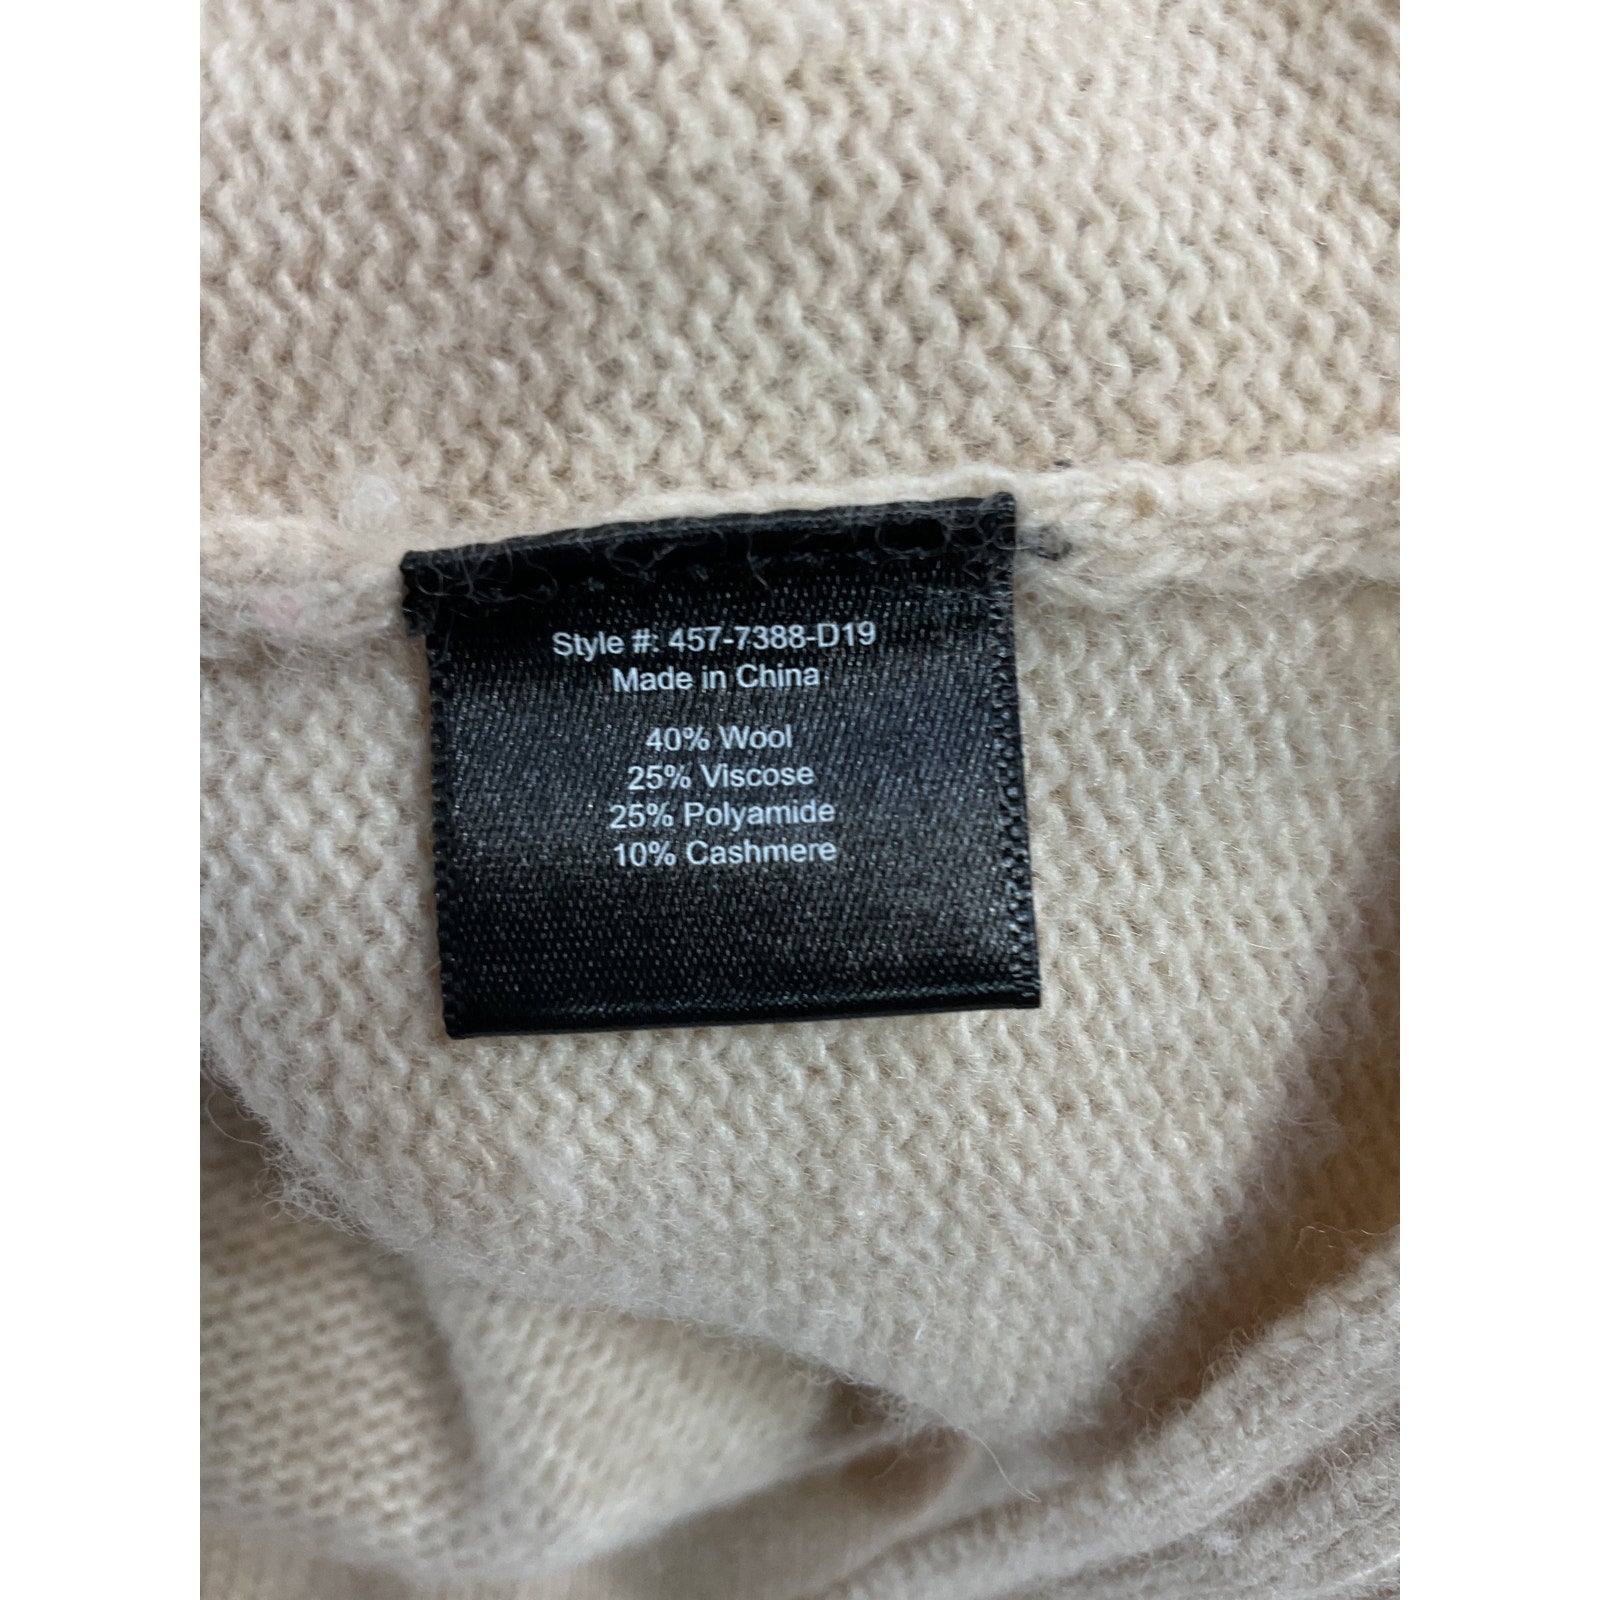 Style #: 457-7388-D19
Made in China
40% Wool
25% Viscose
25% Polyamide
10% Cashmere